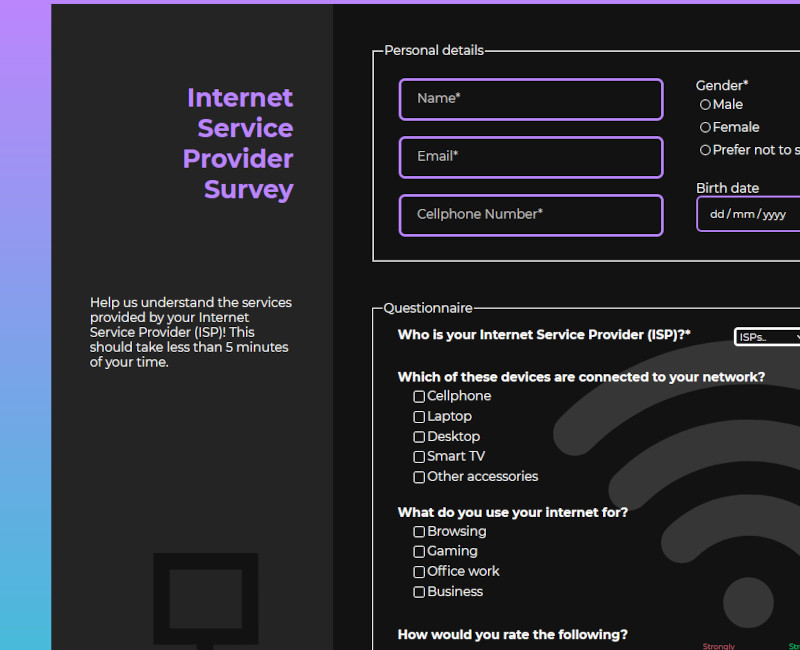 Internet
Service
Provider
Survey
Help us understand the services
provided by your Internet
Service Provider (ISP)! This
should take less than 5 minutes
of your time.
Personal details
Name*
Email*
Cellphone Number*
Gender*
Male
Female
Prefer not to s
Birth date
dd / mm / yyyy
Questionnaire
Who is your Internet Service Provider (ISP)?*
ISPs..
Which of these devices are connected to your network?
Cellphone
Laptop
Desktop
Smart TV
Other accessories
What do you use your internet for?
Browsing
Gaming
Office work
Business
How would you rate the following?
Strongly